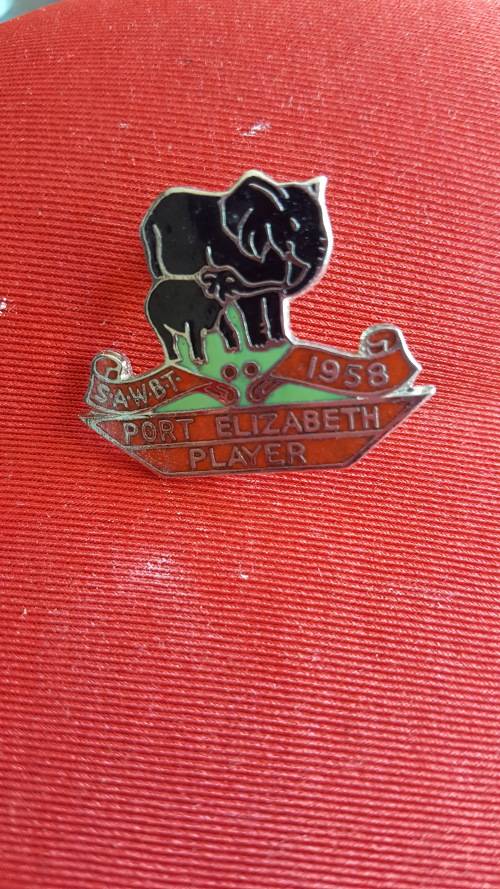 S.A.W.B.T.
1958
PORT ELIZABETH
PLAYER